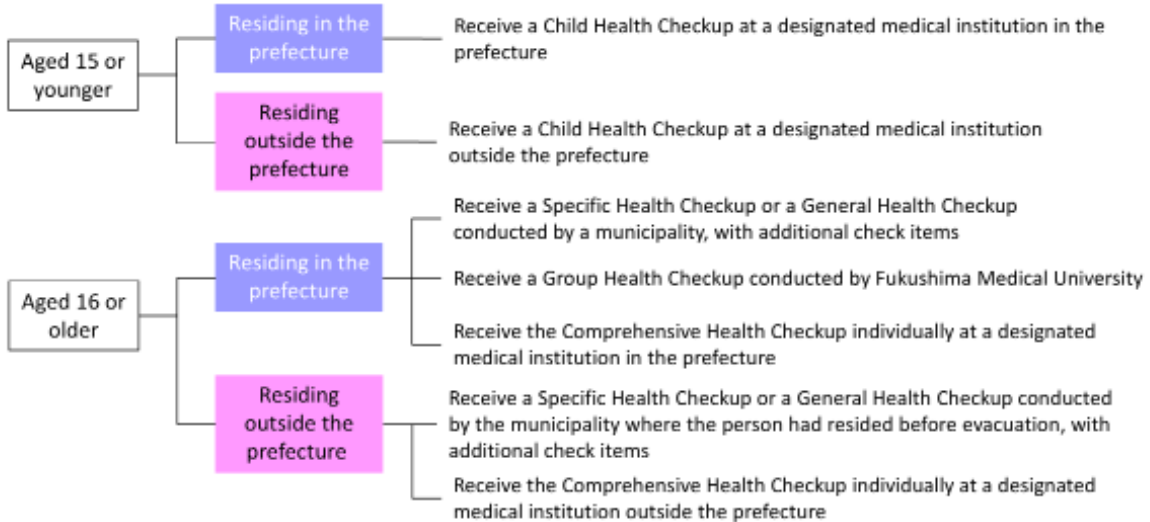 Aged 15 or
younger
Residing in the
prefecture
Receive a Child Health Checkup at a designated medical institution in the
prefecture
Residing
outside the
prefecture
Receive a Child Health Checkup at a designated medical institution
outside the prefecture
Aged 16 or
older
Residing in the
prefecture
Receive a Specific Health Checkup or a General Health Checkup
conducted by a municipality, with additional check items
Receive a Group Health Checkup conducted by Fukushima Medical University
Receive the Comprehensive Health Checkup individually at a designated
medical institution in the prefecture
Residing
outside the
prefecture
Receive a Specific Health Checkup or a General Health Checkup conducted
by the municipality where the person had resided before evacuation, with
additional check items
Receive the Comprehensive Health Checkup individually at a designated
medical institution outside the prefecture